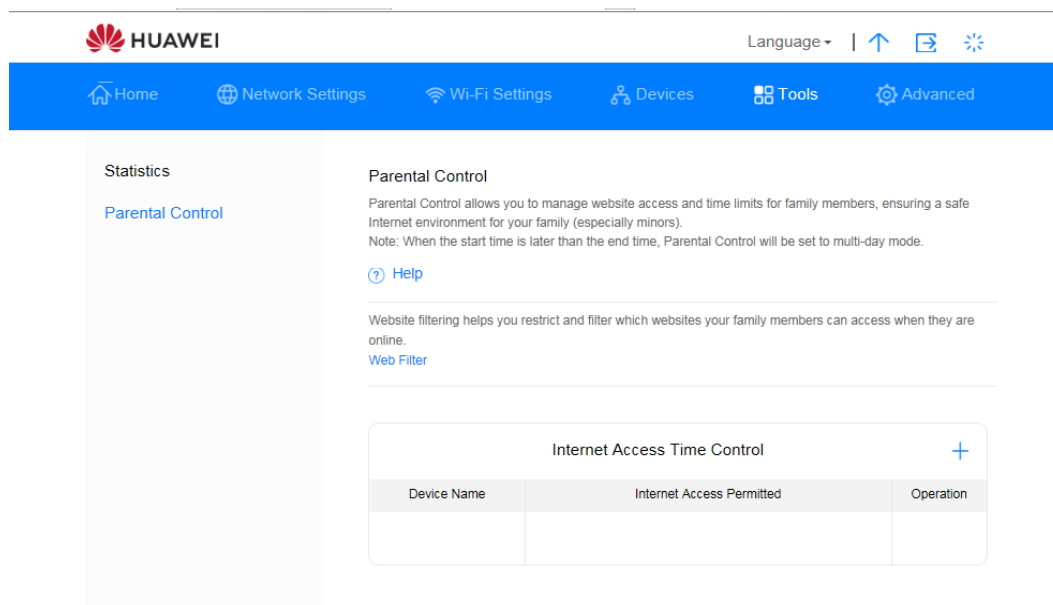 HUAWEI
Language
Home Network Settings Wi-Fi Settings Devices Tools Advanced
Statistics
Parental Control
Parental Control
Parental Control allows you to manage website access and time limits for family members, ensuring a safe
Internet environment for your family (especially minors).
Note: When the start time is later than the end time, Parental Control will be set to multi-day mode.
? Help
Website filtering helps you restrict and filter which websites your family members can access when they are
online.
Web Filter
Internet Access Time Control
Device Name Internet Access Permitted Operation